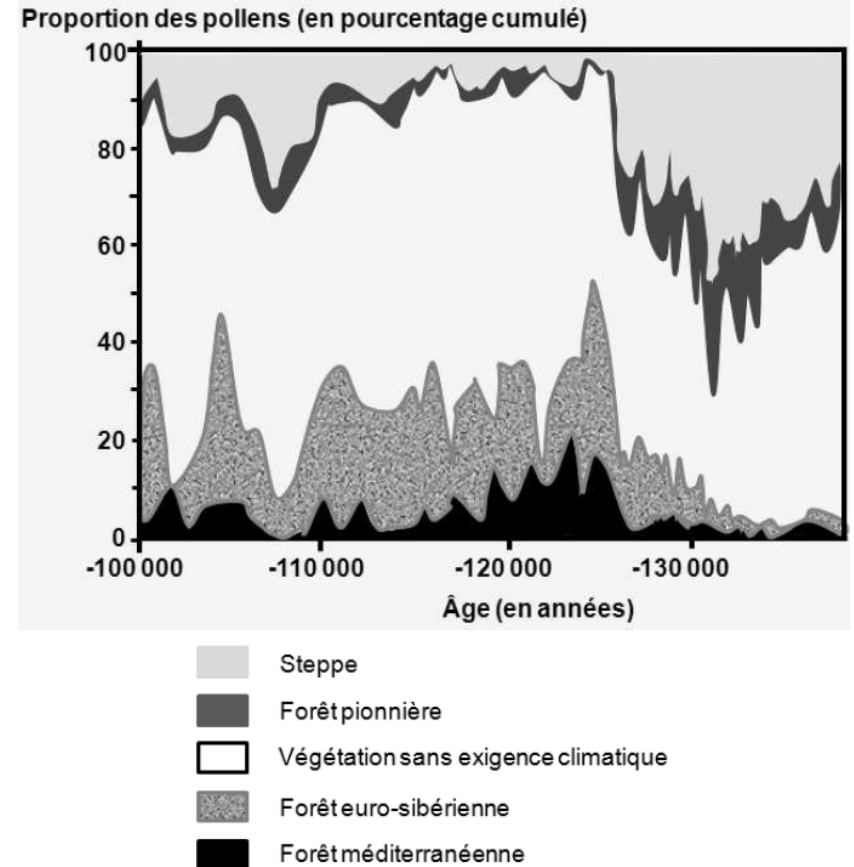 Proportion des pollens (en pourcentage cumulé)
100
80
60
40
20
0
-100 000 -110 000 -120 000 -130 000
Âge (en années)
Steppe
Forêt pionnière
Végétation sans exigence climatique
Forêt euro-sibérienne
Forêt méditerranéenne